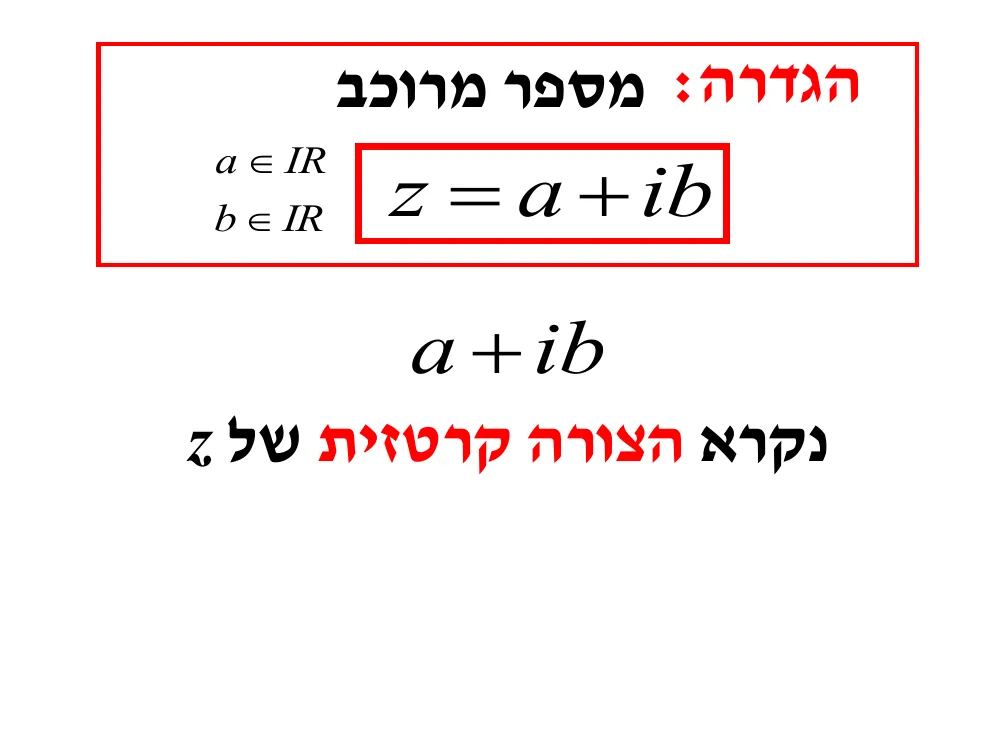 הגדרה: מספר מרוכב
a ∈ IR
z = a + ib
b ∈ IR
a + ib
נקרא הצורה קרטזית של z